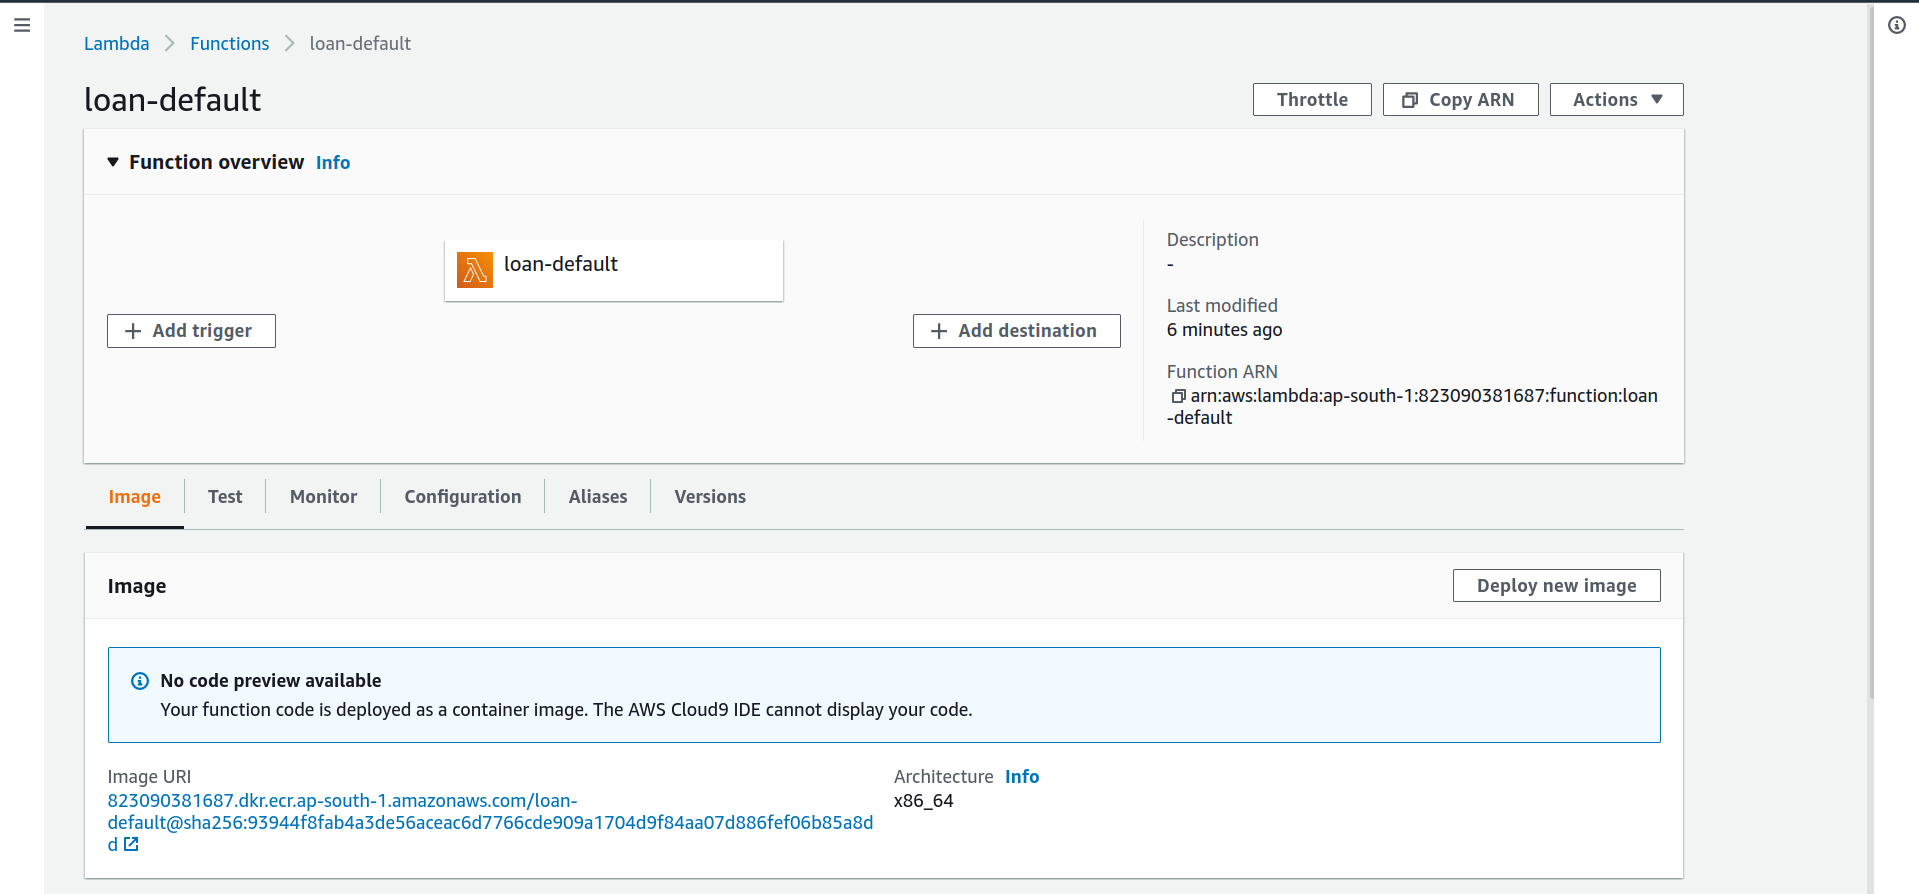 Lambda > Functions > loan-default
loan-default
Throttle
Copy ARN
Actions
Function overview Info
loan-default
Add trigger
Add destination
Description
-
Last modified
6 minutes ago
Function ARN
arn:aws:lambda:ap-south-1:823090381687:function:loan
-default
Image
Test
Monitor
Configuration
Aliases
Versions
Image
Deploy new image
No code preview available
Your function code is deployed as a container image. The AWS Cloud9 IDE cannot display your code.
Image URI
823090381687.dkr.ecr.ap-south-1.amazonaws.com/loan-
default@sha256:93944f8fab4a3de56aceac6d7766cde909a1704d9f84aa07d886fef06b85a8d
d
Architecture Info
x86_64